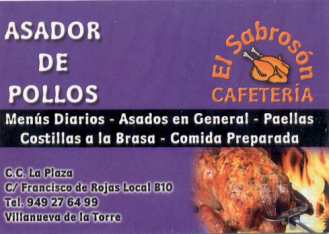 ASADOR
DE
POLLOS
El Sabrosón
CAFETERÍA
Menús Diarios - Asados en General - Paellas
Costillas a la Brasa - Comida Preparada
C.C. La Plaza
C/ Francisco de Rojas Local B10
Tel. 949 27 64 99
Villanueva de la Torre